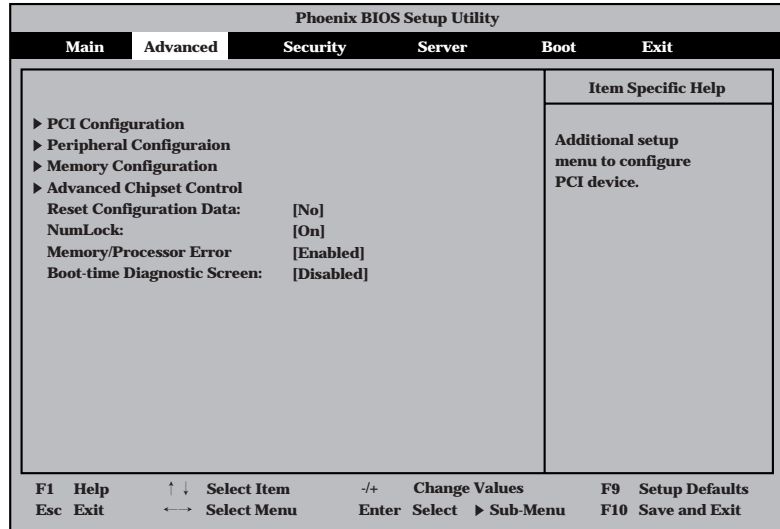 Phoenix BIOS Setup Utility
Main Advanced Security Server Boot Exit
Item Specific Help
▶ PCI Configuration
▶ Peripheral Configuraion
▶ Memory Configuration
▶ Advanced Chipset Control
Reset Configuration Data: [No]
NumLock: [On]
Memory/Processor Error [Enabled]
Boot-time Diagnostic Screen: [Disabled]
Additional setup
menu to configure
PCI device.
F1 Help ↑ ↓ Select Item -/+ Change Values F9 Setup Defaults
Esc Exit ←→ Select Menu Enter Select ▶ Sub-Menu F10 Save and Exit